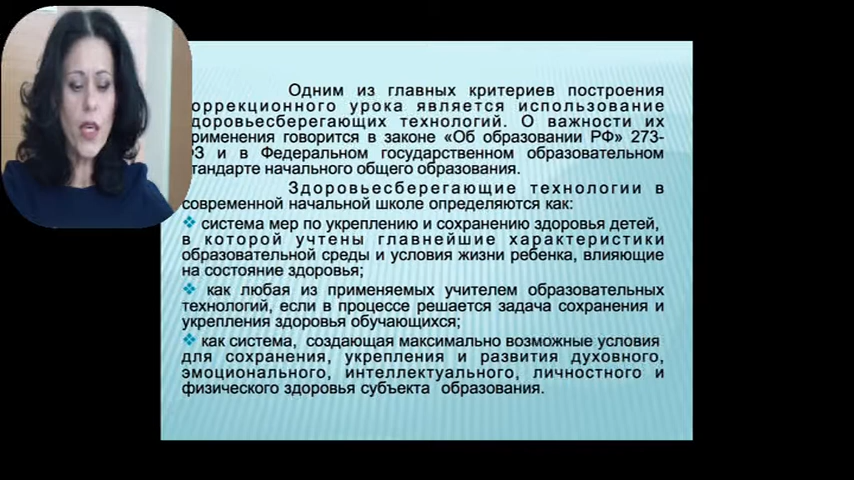 Одним из главных критериев построения
оррекционного урока является использование
доровьесберегающих технологий. О важности их
рименения говорится в законе «Об образовании РФ» 273-
ФЗ и в Федеральном государственном образовательном
тандарте начального общего образования.
Здоровьесберегающие технологии в
современной начальной школе определяются как:
система мер по укреплению и сохранению здоровья детей,
в которой учтены главнейшие характеристики
образовательной среды и условия жизни ребенка, влияющие
на состояние здоровья;
как любая из применяемых учителем образовательных
технологий, если в процессе решается задача сохранения и
укрепления здоровья обучающихся;
как система, создающая максимально возможные условия
для сохранения, укрепления и развития духовного,
эмоционального, интеллектуального, личностного и
физического здоровья субъекта образования.